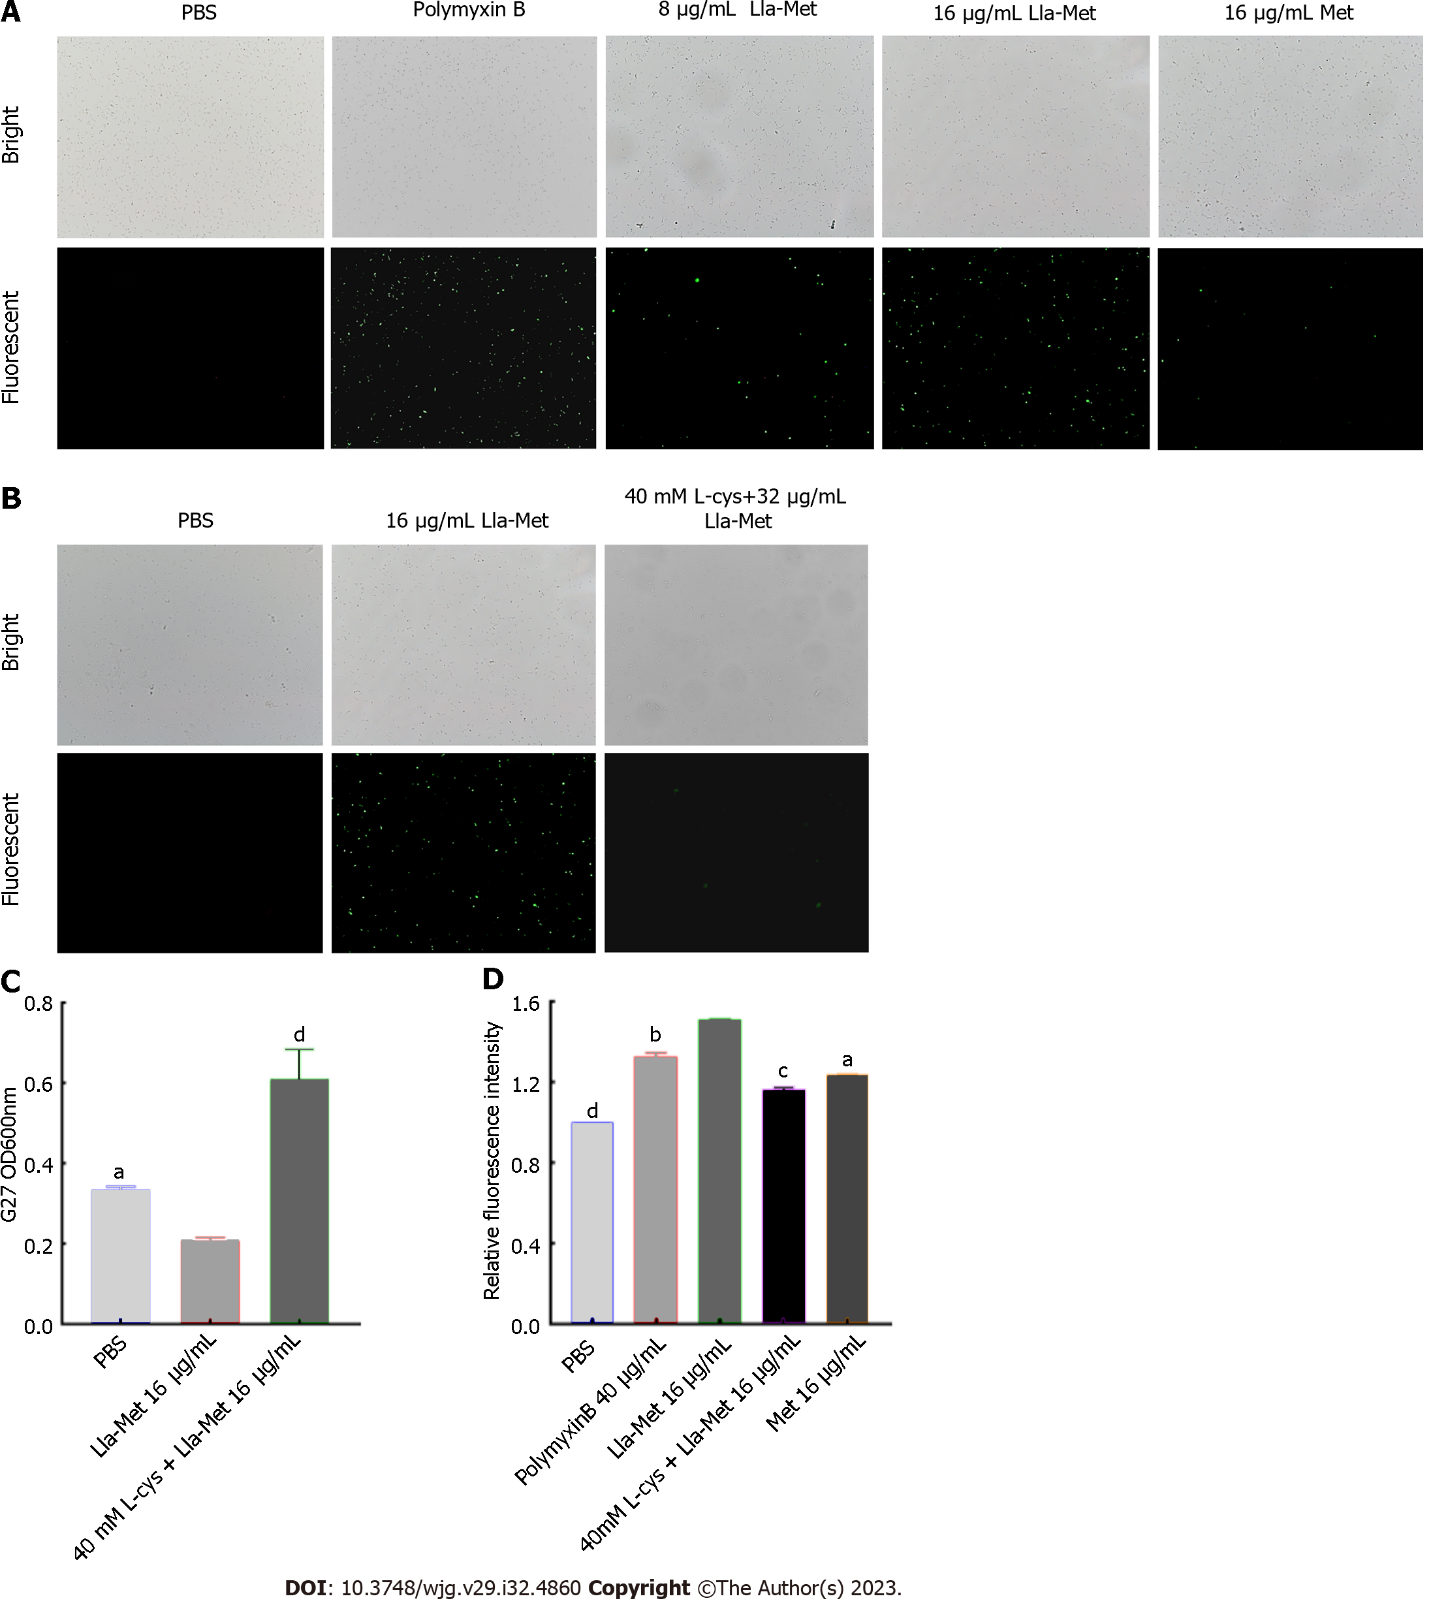 A
PBS
Polymyxin B
8 µg/mL Lla-Met
16 µg/mL Lla-Met
16 µg/mL Met
Bright
Fluorescent
B
PBS
16 µg/mL Lla-Met
40 mM L-cys+32 µg/mL
Lla-Met
Bright
Fluorescent
C
0.8
0.6
0.4
0.2
0.0
G27 OD600nm
a
d
PBS
Lla-Met 16 µg/mL
40 mM L-cys + Lla-Met 16 µg/mL
D
1.6
1.2
0.8
0.4
0.0
Relative fluorescence intensity
d
b
c
a
PBS
PolymyxinB 40 µg/mL
Lla-Met 16 µg/mL
40mM L-cys + Lla-Met 16 µg/mL
Met 16 µg/mL
DOI: 10.3748/wjg.v29.i32.4860 Copyright ©The Author(s) 2023.